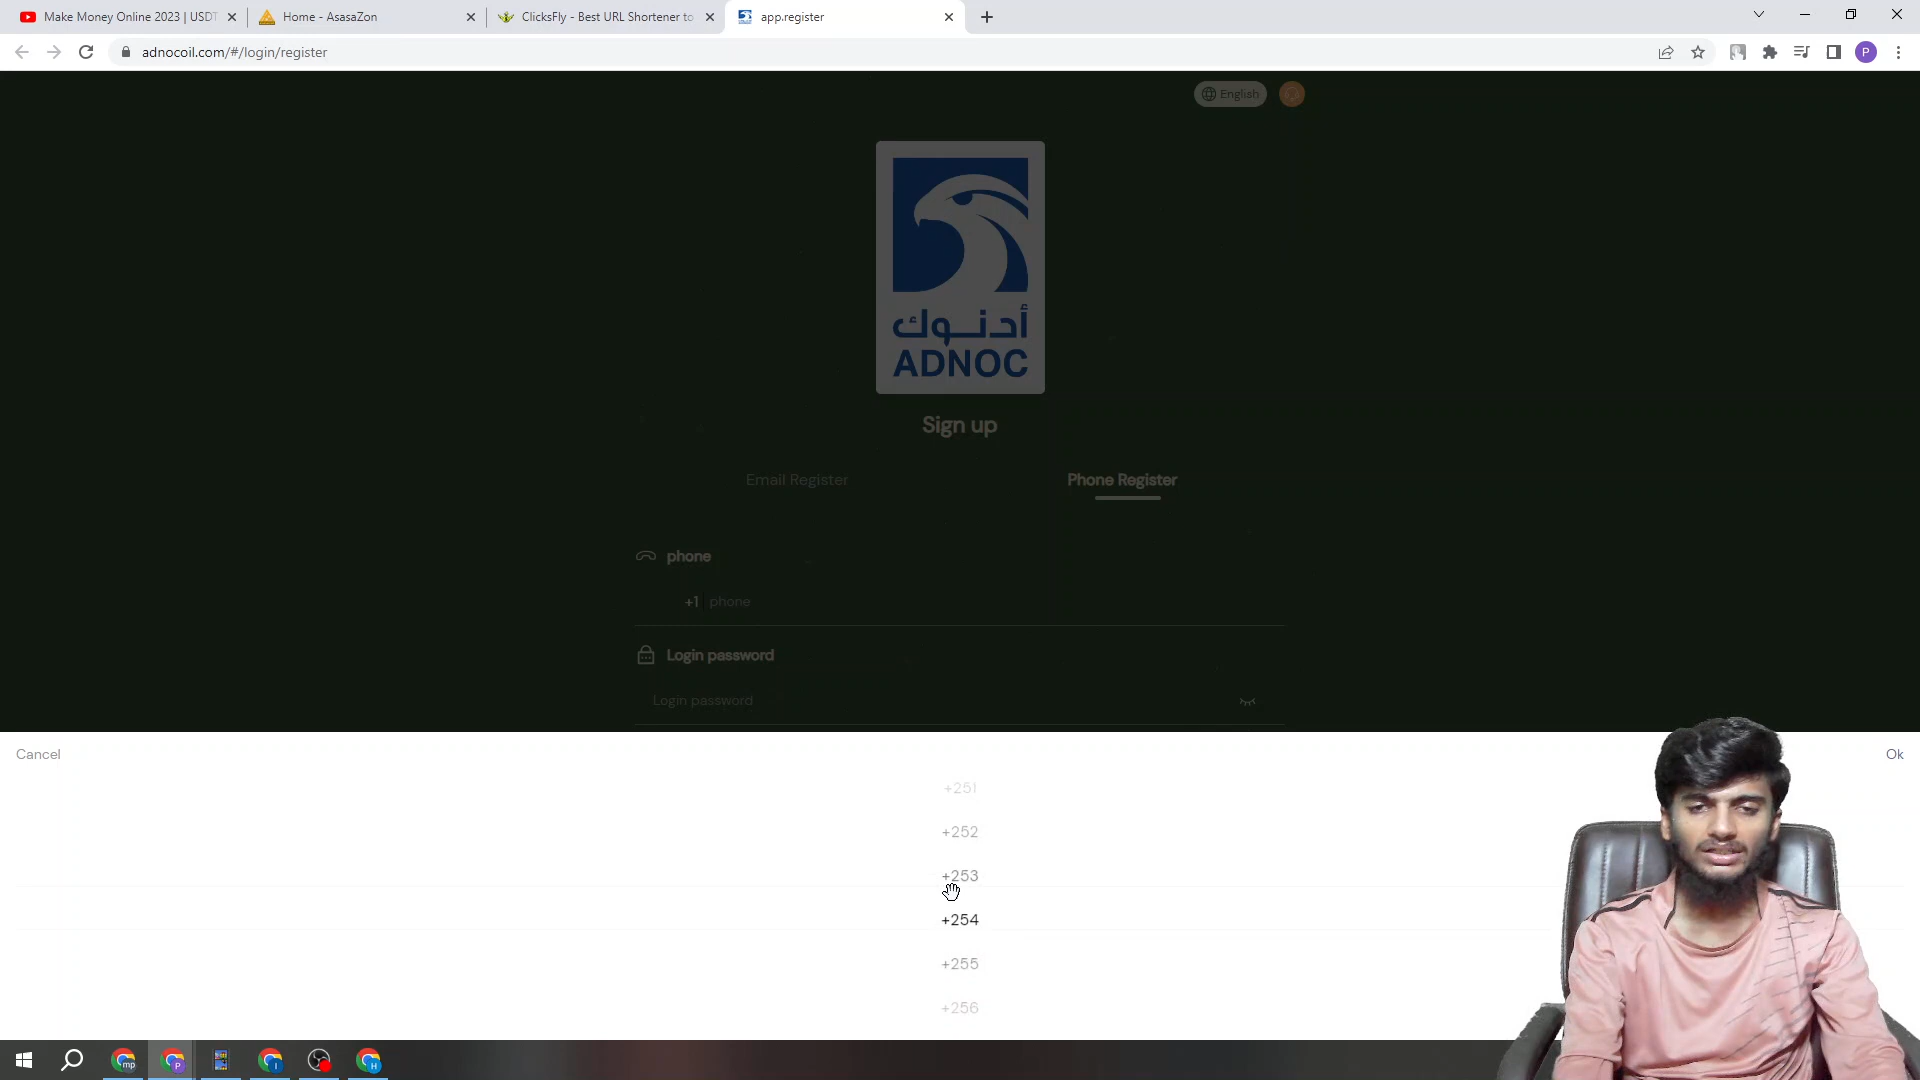 Make Money Online 2023 | USDT
Home - AsasaZon
ClicksFly - Best URL Shortener to
app.register
adnocoil.com/#/login/register
P
English
أدنوك
ADNOC
Sign up
Email Register
Phone Register
phone
+1 phone
Login password
Login password
Cancel
Ok
+251
+252
+253
+254
+255
+256
mp
P
I
H